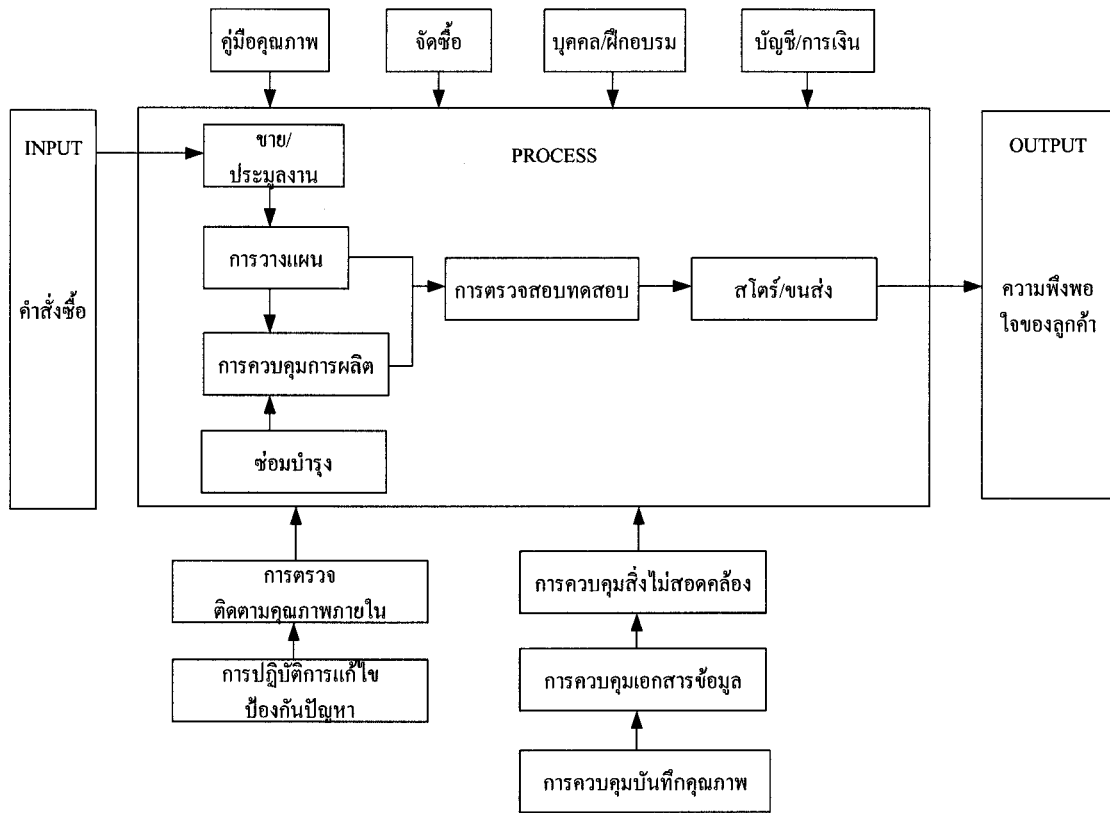 คู่มือคุณภาพ
จัดซื้อ
บุคคล/ฝึกอบรม
บัญชี/การเงิน
INPUT
คำสั่งซื้อ
PROCESS
ขาย/
ประมูลงาน
การวางแผน
การควบคุมการผลิต
ซ่อมบำรุง
การตรวจสอบทดสอบ
สโตร์/ขนส่ง
OUTPUT
ความพึงพอ
ใจของลูกค้า
การตรวจ
ติดตามคุณภาพภายใน
การปฏิบัติการแก้ไข
ป้องกันปัญหา
การควบคุมสิ่งไม่สอดคล้อง
การควบคุมเอกสารข้อมูล
การควบคุมบันทึกคุณภาพ